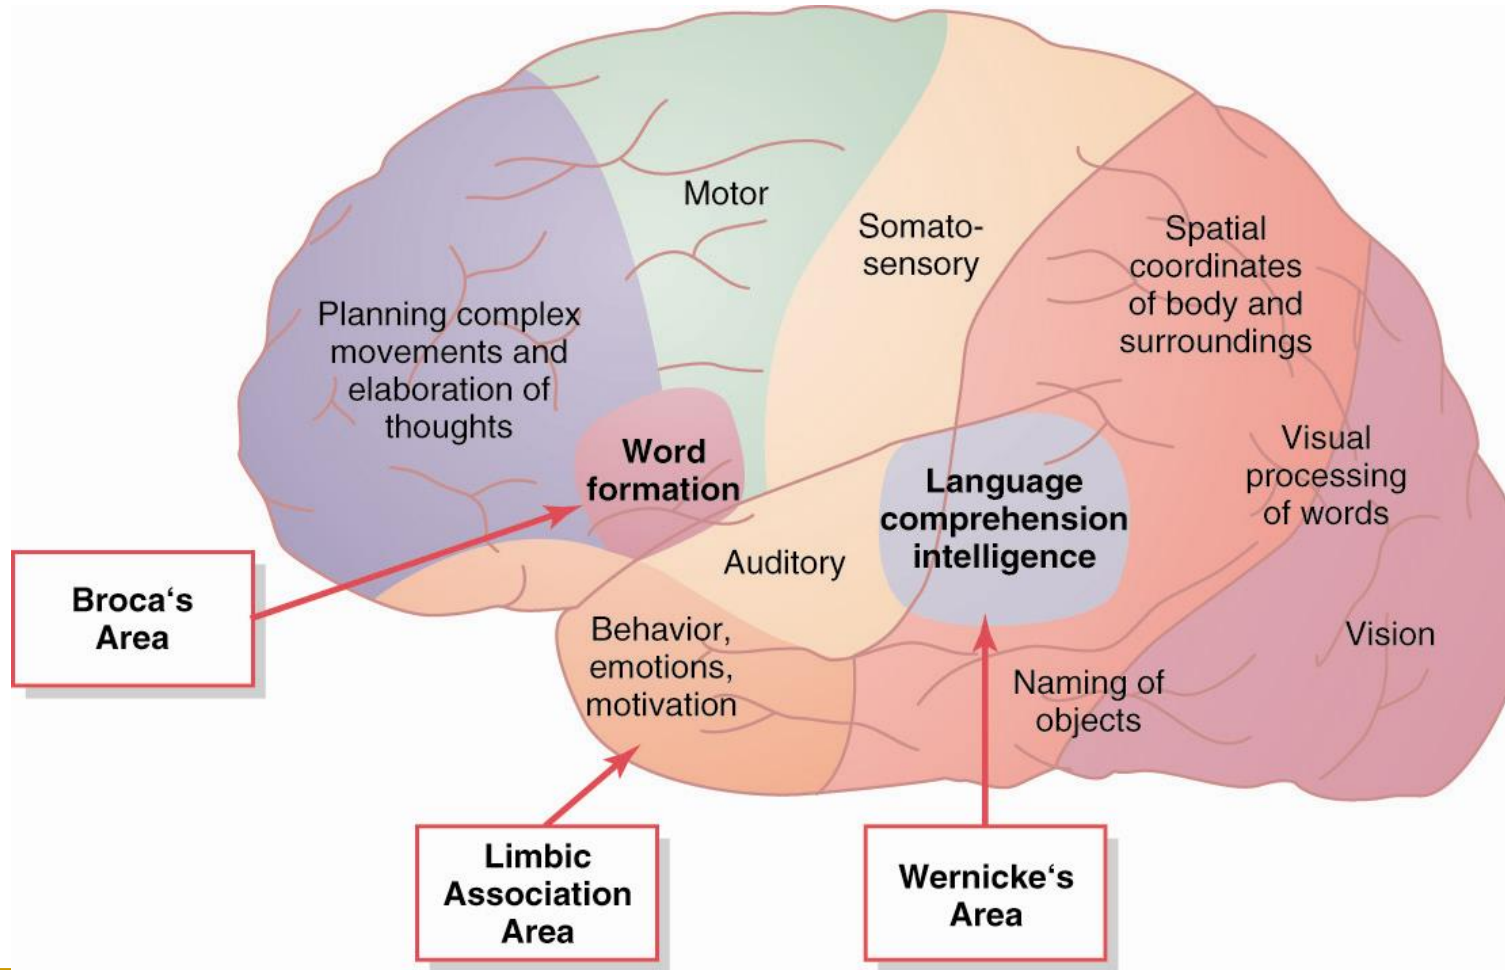 Motor
Somato-
sensory
Spatial
coordinates
of body and
surroundings
Planning complex
movements and
elaboration of
thoughts
Word
formation
Visual
processing
of words
Language
comprehension
intelligence
Auditory
Broca‘s
Area
Behavior,
emotions,
motivation
Vision
Naming of
objects
Limbic
Association
Area
Wernicke‘s
Area